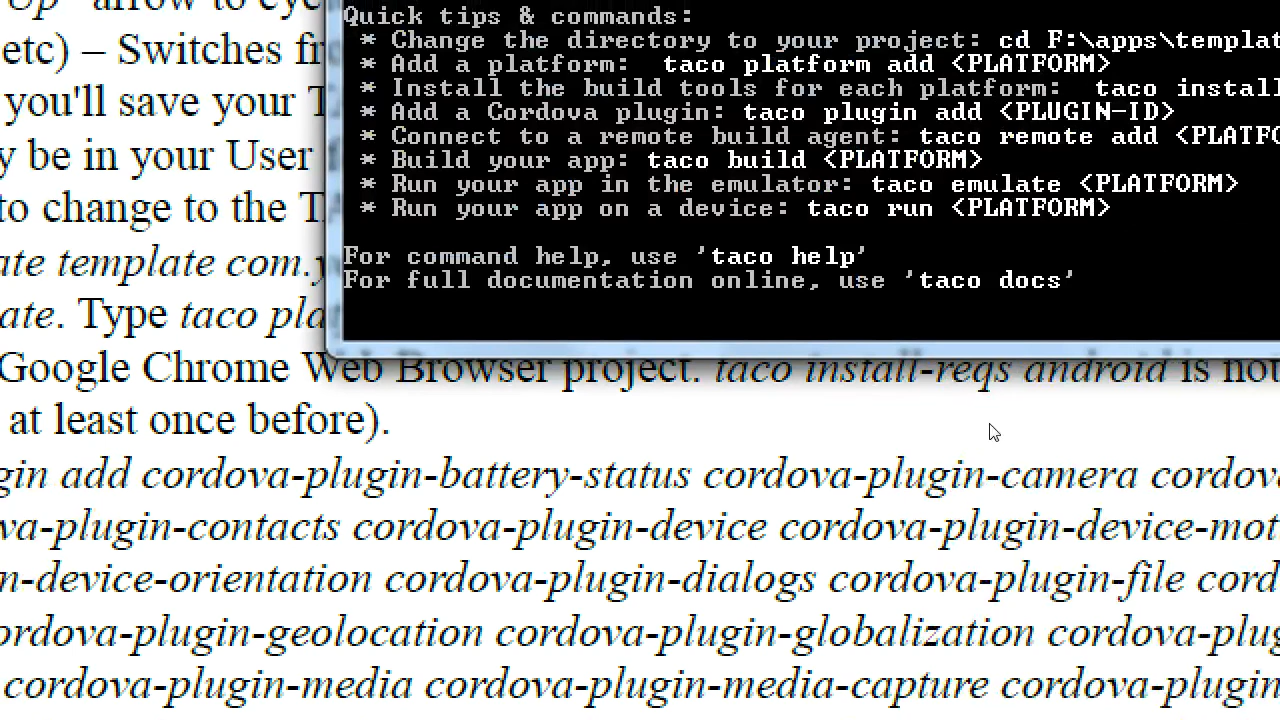 Up" arrow to cyc
etc) – Switches fr
you'll save your T
y be in your User
to change to the TA
ate template com.y
ate. Type taco pla
Google Chrome Web Browser project. taco install-reqs android is not
at least once before).
gin add cordova-plugin-battery-status cordova-plugin-camera cordova
va-plugin-contacts cordova-plugin-device cordova-plugin-device-mot
n-device-orientation cordova-plugin-dialogs cordova-plugin-file cord
ordova-plugin-geolocation cordova-plugin-globalization cordova-plug
cordova-plugin-media cordova-plugin-media-capture cordova-plugin
Quick tips & commands:
* Change the directory to your project: cd F:\apps\templat
* Add a platform: taco platform add <PLATFORM>
* Install the build tools for each platform: taco install
* Add a Cordova plugin: taco plugin add <PLUGIN-ID>
* Connect to a remote build agent: taco remote add <PLATFO
* Build your app: taco build <PLATFORM>
* Run your app in the emulator: taco emulate <PLATFORM>
* Run your app on a device: taco run <PLATFORM>
For command help, use 'taco help'
For full documentation online, use 'taco docs'